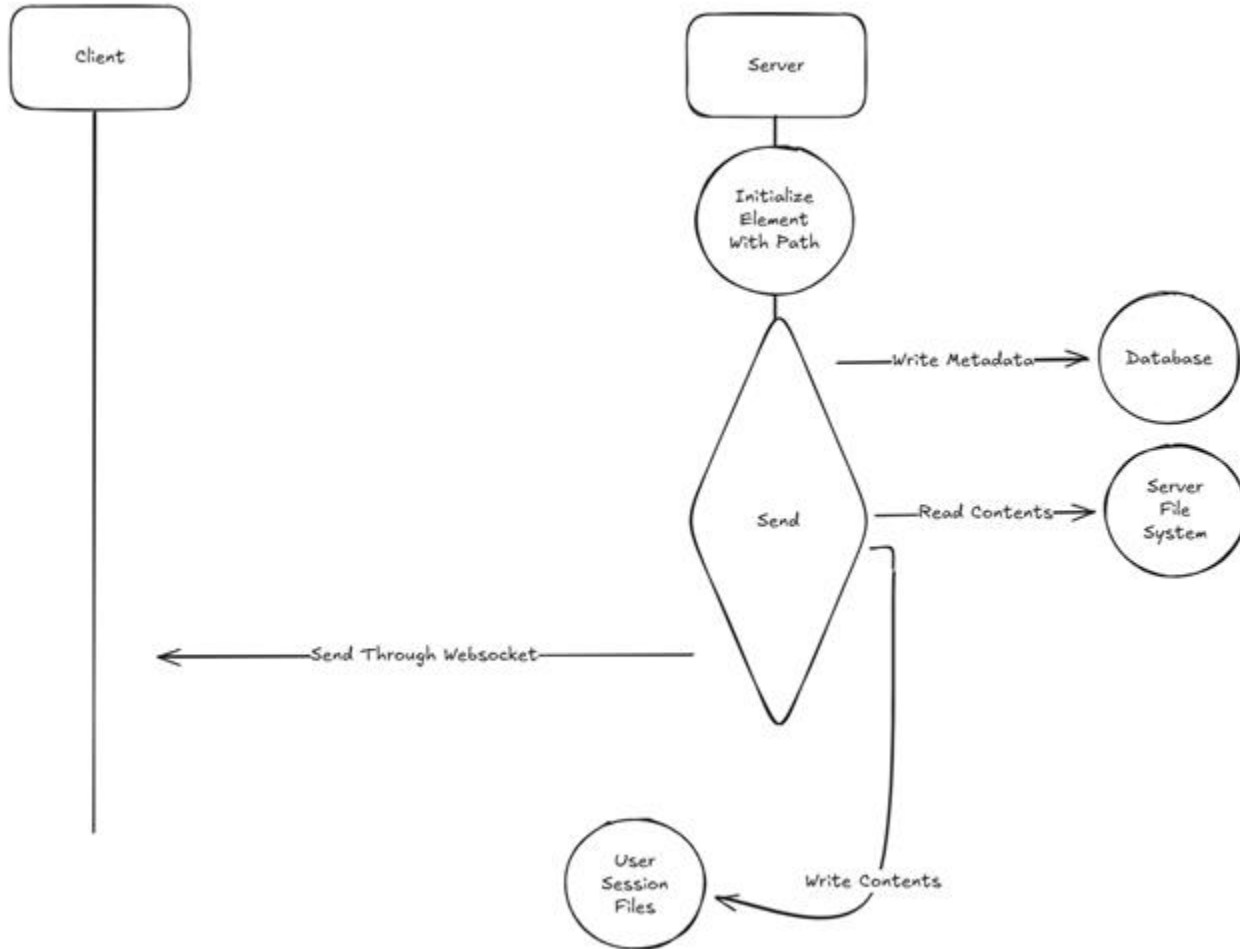 Client
Server
Initialize
Element
With Path
Write Metadata
Database
Send
Read Contents
Server
File
System
Send Through Websocket
User
Session
Files
Write Contents